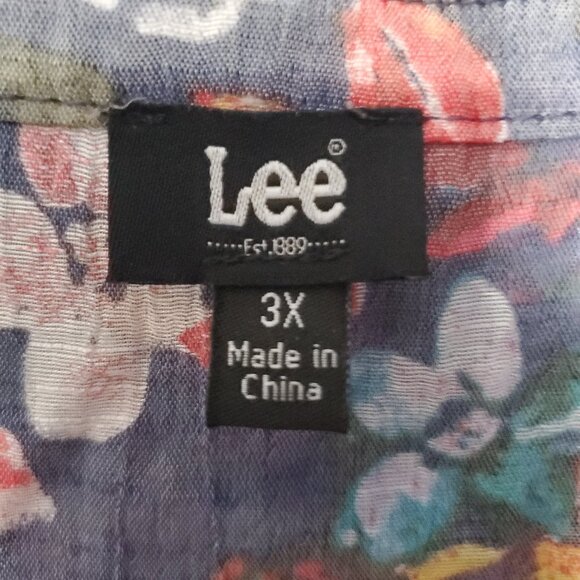 Lee®
Est.1889
3X
Made in
China